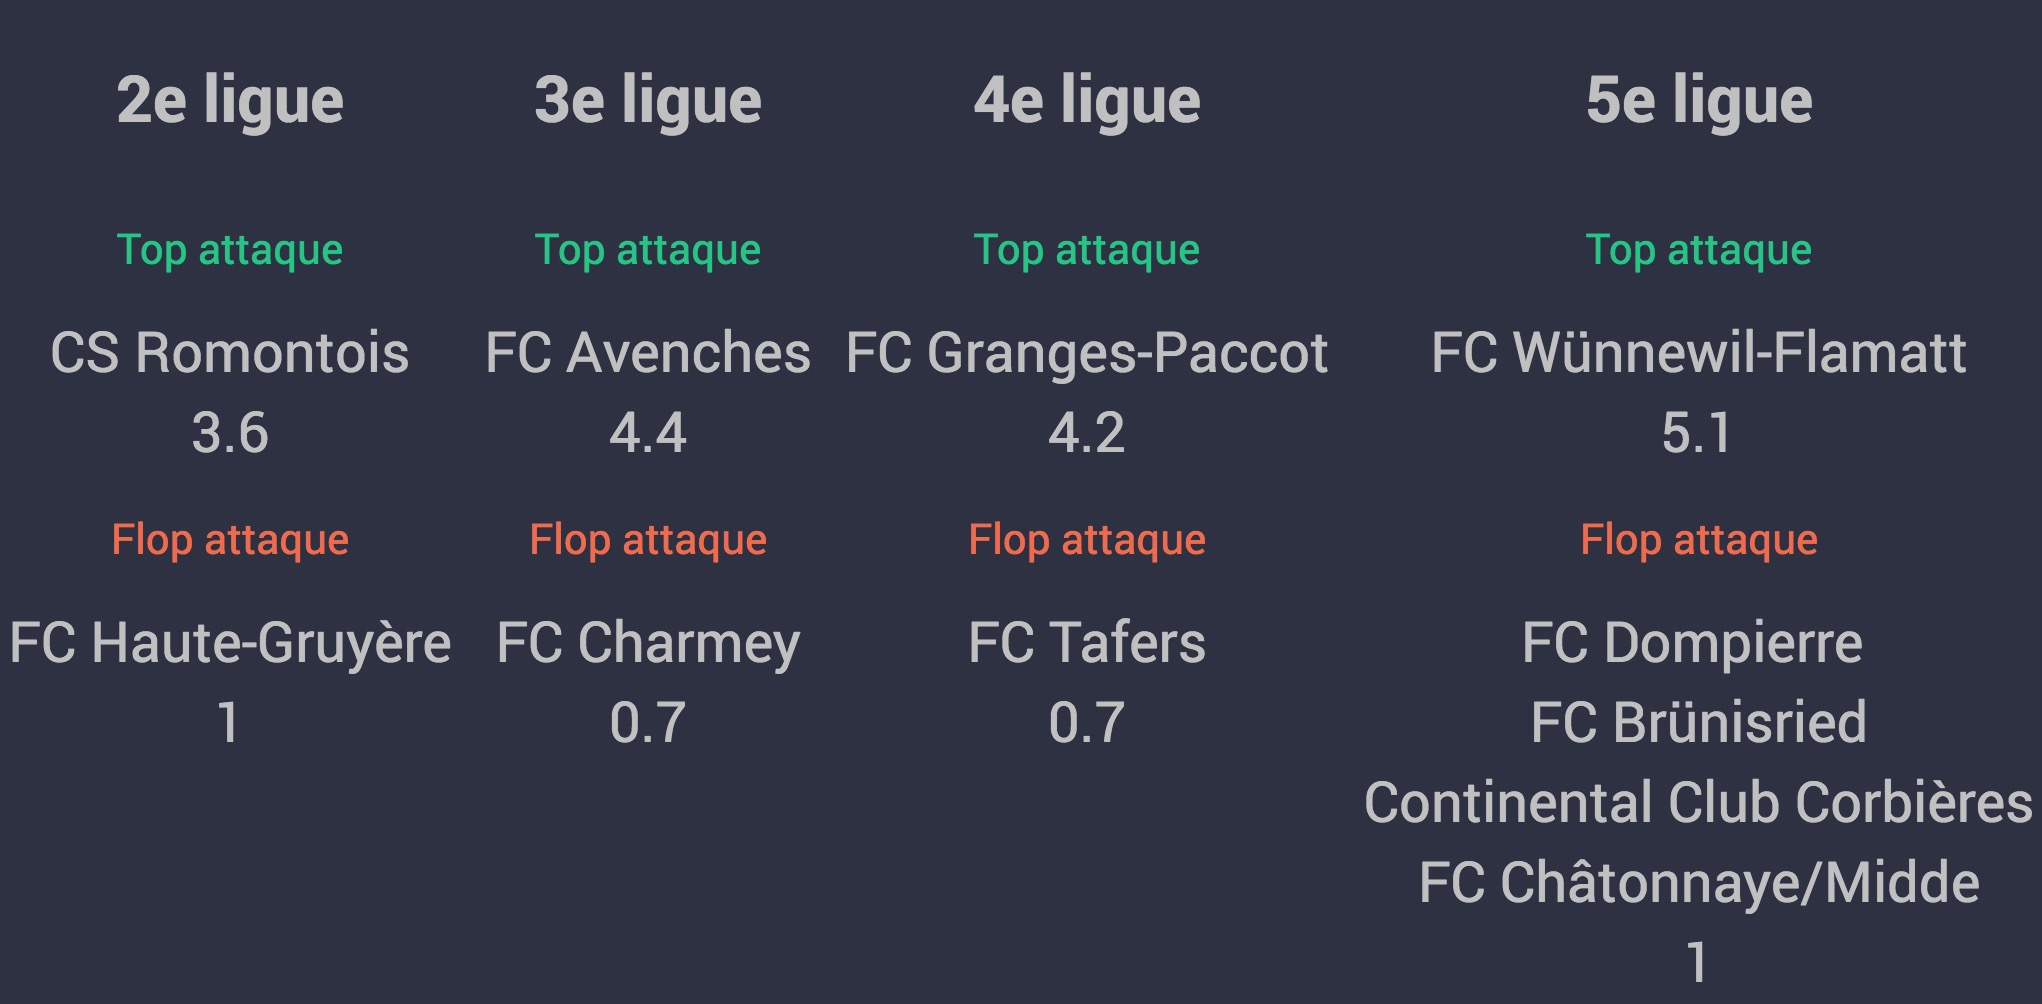 2e ligue
Top attaque
CS Romontois
3.6
Flop attaque
FC Haute-Gruyère
1
3e ligue
Top attaque
FC Avenches
4.4
Flop attaque
FC Charmey
0.7
4e ligue
Top attaque
FC Granges-Paccot
4.2
Flop attaque
FC Tafers
0.7
5e ligue
Top attaque
FC Wünnewil-Flamatt
5.1
Flop attaque
FC Dompierre
FC Brünisried
Continental Club Corbières
FC Châtonnaye/Midde
1